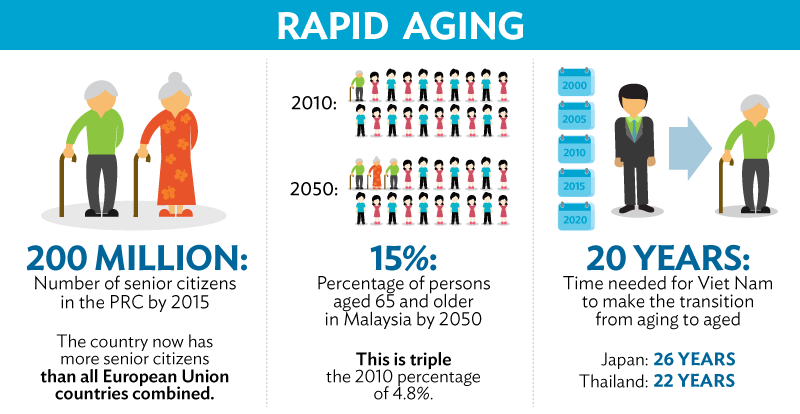 RAPID AGING
200 MILLION:
Number of senior citizens
in the PRC by 2015
The country now has
more senior citizens
than all European Union
countries combined.
2010:
2050:
15%:
Percentage of persons
aged 65 and older
in Malaysia by 2050
This is triple
the 2010 percentage
of 4.8%.
2000
2005
2010
2015
2020
20 YEARS:
Time needed for Viet Nam
to make the transition
from aging to aged
Japan: 26 YEARS
Thailand: 22 YEARS